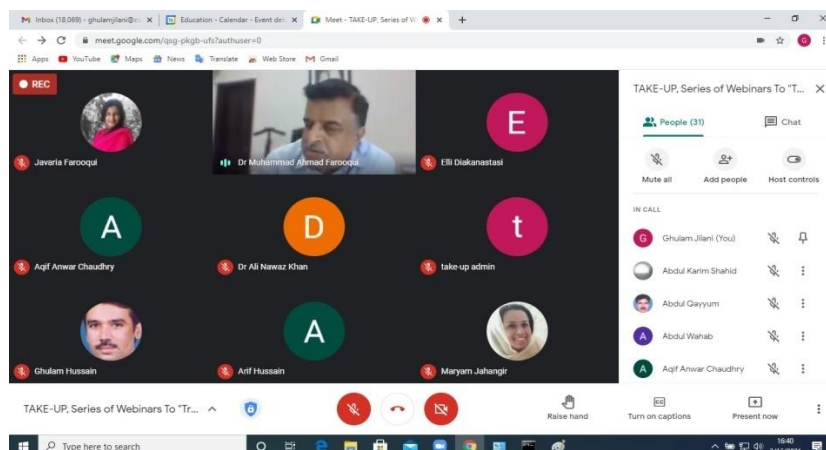 Inbox (18,069) - ghulamjilani@c
Education - Calendar - Event det
Meet - TAKE-UP, Series of W
meet.google.com/qsg-pkgb-ufs?authuser=0
G
Apps YouTube Maps News Translate Web Store Gmail
REC
TAKE-UP, Series of Webinars To "T...
People (31) Chat
Mute all Add people Host controls
IN CALL
Javaria Farooqui
Dr Muhammad Ahmad Farooqui
E
Elli Diakanastasi
A
Aqif Anwar Chaudhry
D
Dr Ali Nawaz Khan
t
take-up admin
Ghulam Hussain
A
Arif Hussain
Maryam Jahangir
G Ghulam Jilani (You)
Abdul Karim Shahid
Abdul Qayyum
A Abdul Wahab
A Aqif Anwar Chaudhry
TAKE-UP, Series of Webinars To "Tr...
Raise hand
CC
Turn on captions
Present now
Type here to search
16:40